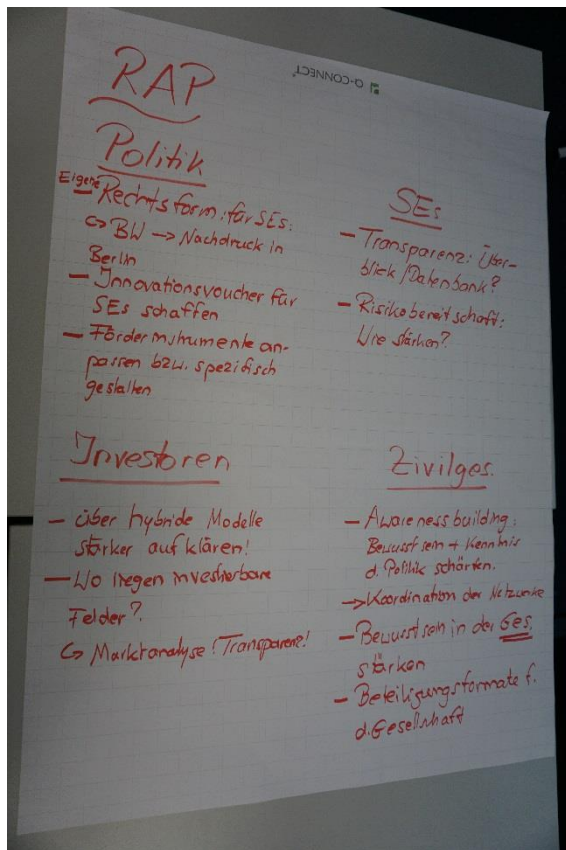 Q-CONNECT
RAP
Politik
– Eigene Rechtsform für SEs:
↪ BW → Nachdruck in
Berlin
– Innovationsvoucher für
SEs schaffen
– Förderinstrumente an-
passen bzw. spezifisch
gestalten
SEs
– Transparenz: Über-
blick / Datenbank?
– Risikobereitschaft:
Wie stärken?
Investoren
– über hybride Modelle
stärker aufklären!
– Wo liegen investierbare
Felder?
↪ Marktanalyse! Transparenz!
Zivilges.
– Awareness building:
Bewusstsein + Kenntnis
d. Politik schärfen.
→ Koordination der Netzwerke
– Bewusstsein in der Ges.
stärken
– Beteiligungsformate f.
d. Gesellschaft